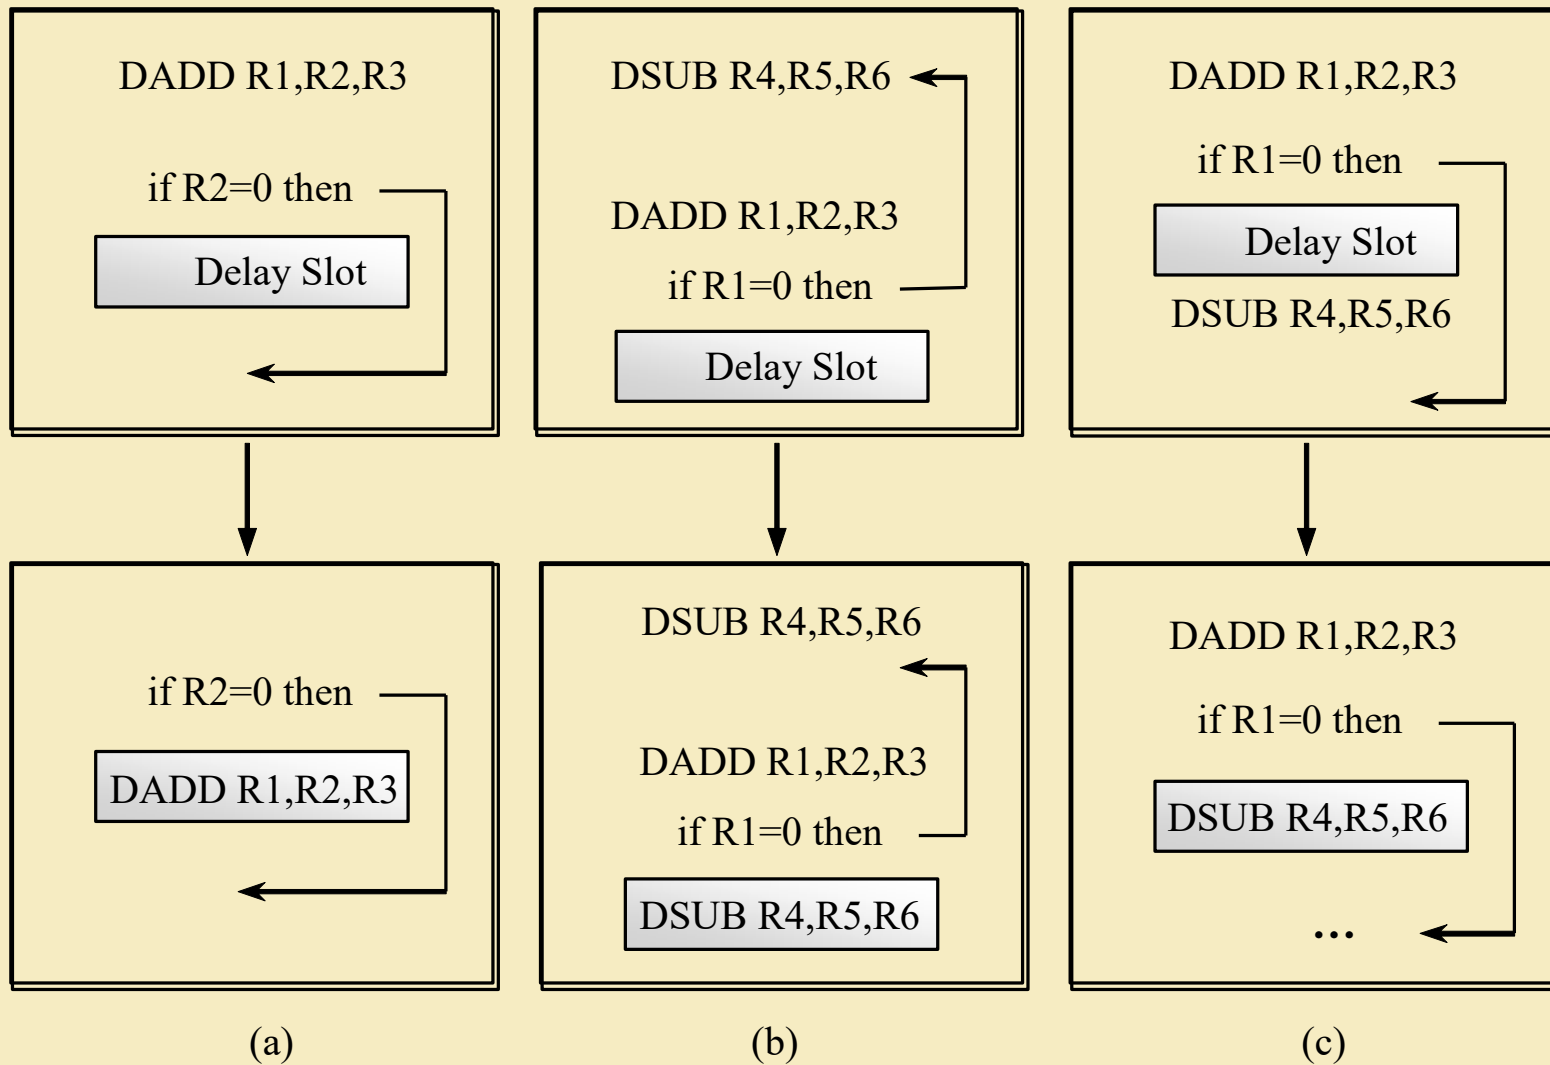 DADD R1,R2,R3
if R2=0 then
Delay Slot
DSUB R4,R5,R6
DADD R1,R2,R3
if R1=0 then
Delay Slot
DADD R1,R2,R3
if R1=0 then
Delay Slot
DSUB R4,R5,R6
if R2=0 then
DADD R1,R2,R3
DSUB R4,R5,R6
DADD R1,R2,R3
if R1=0 then
DSUB R4,R5,R6
DADD R1,R2,R3
if R1=0 then
DSUB R4,R5,R6
...
(a)
(b)
(c)